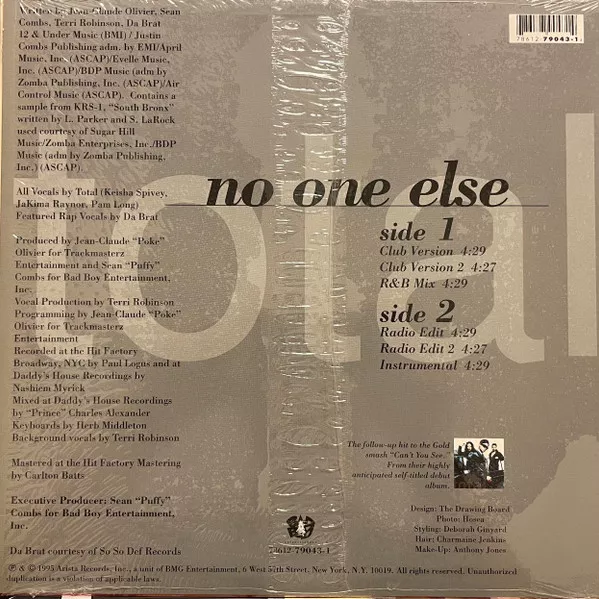 Written by Jean-Claude Olivier, Sean
Combs, Terri Robinson, Da Brat
12 & Under Music (BMI) / Justin
Combs Publishing adm. by EMI/April
Music, Inc. (ASCAP)/Evelle Music,
Inc. (ASCAP)/BDP Music (adm by
Zomba Publishing, Inc. (ASCAP)/Air
Control Music (ASCAP). Contains a
sample from KRS-1, "South Bronx"
written by L. Parker and S. LaRock
used courtesy of Sugar Hill
Music/Zomba Enterprises, Inc./BDP
Music (adm by Zomba Publishing,
Inc.) (ASCAP).
All Vocals by Total (Keisha Spivey,
JaKima Raynor, Pam Long)
Featured Rap Vocals by Da Brat
Produced by Jean-Claude "Poke"
Olivier for Trackmasterz
Entertainment and Sean "Puffy"
Combs for Bad Boy Entertainment,
Inc.
Vocal Production by Terri Robinson
Programming by Jean-Claude "Poke"
Olivier for Trackmasterz
Entertainment
Recorded at the Hit Factory
Broadway, NYC by Paul Logus and at
Daddy's House Recordings by
Nashiem Myrick
Mixed at Daddy's House Recordings
by "Prince" Charles Alexander
Keyboards by Herb Middleton
Background vocals by Terri Robinson
Mastered at the Hit Factory Mastering
by Carlton Batts
Executive Producer: Sean "Puffy"
Combs for Bad Boy Entertainment,
Inc.
Da Brat courtesy of So So Def Records
℗ & © 1995 Arista Records, Inc., a unit of BMG Entertainment, 6 West 57th Street, New York, N.Y. 10019. All rights reserved. Unauthorized
duplication is a violation of applicable laws.
78612-79043-1
total
78612 79043-1
no one else
side 1
Club Version 4:29
Club Version 2 4:27
R&B Mix 4:29
side 2
Radio Edit 4:29
Radio Edit 2 4:27
Instrumental 4:29
The follow-up hit to the Gold
smash "Can't You See."
From their highly
anticipated self-titled debut
album.
Design: The Drawing Board
Photo: Hosea
Styling: Deborah Ginyard
Hair: Charmaine Jenkins
Make-Up: Anthony Jones